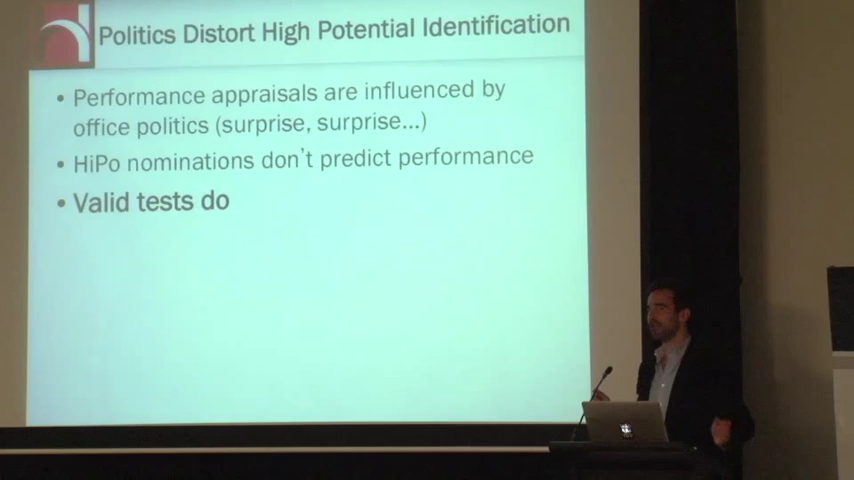 Politics Distort High Potential Identification
• Performance appraisals are influenced by
office politics (surprise, surprise...)
• HiPo nominations don't predict performance
• Valid tests do